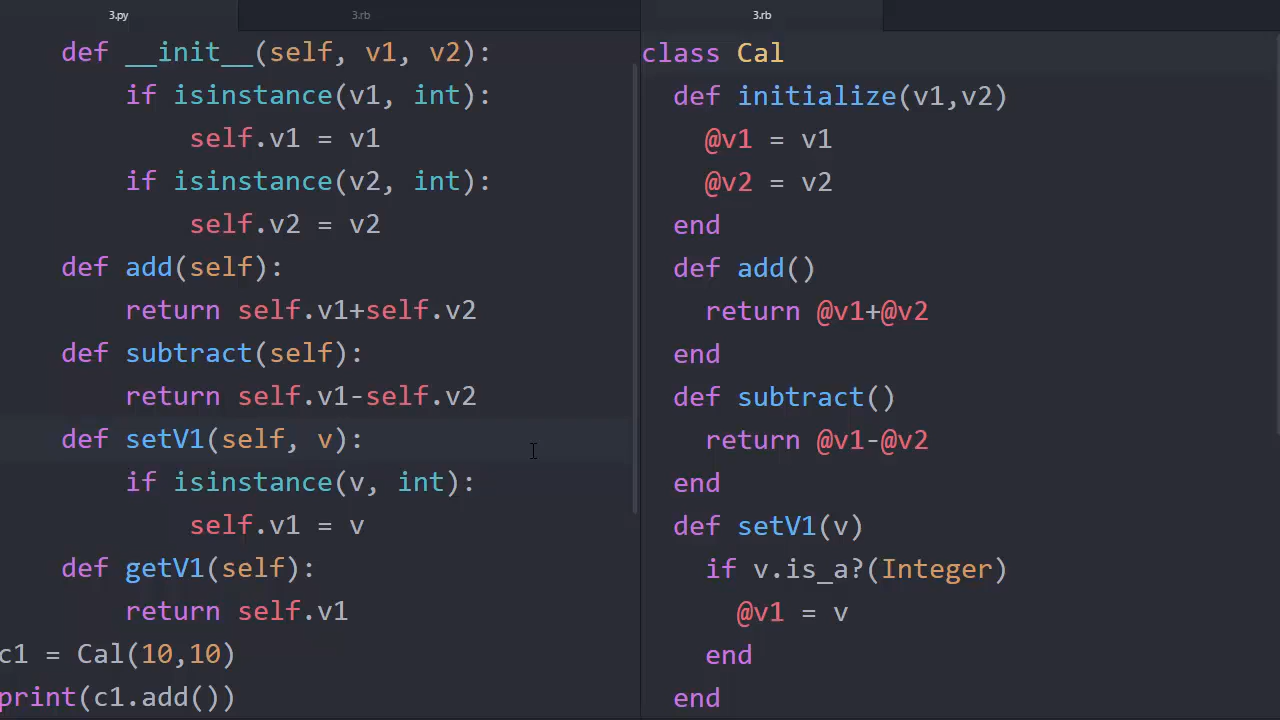 3.py
3.rb
def __init__(self, v1, v2):
if isinstance(v1, int):
self.v1 = v1
if isinstance(v2, int):
self.v2 = v2
def add(self):
return self.v1+self.v2
def subtract(self):
return self.v1-self.v2
def setV1(self, v):
if isinstance(v, int):
self.v1 = v
def getV1(self):
return self.v1
c1 = Cal(10,10)
print(c1.add())
3.rb
class Cal
def initialize(v1,v2)
@v1 = v1
@v2 = v2
end
def add()
return @v1+@v2
end
def subtract()
return @v1-@v2
end
def setV1(v)
if v.is_a?(Integer)
@v1 = v
end
end